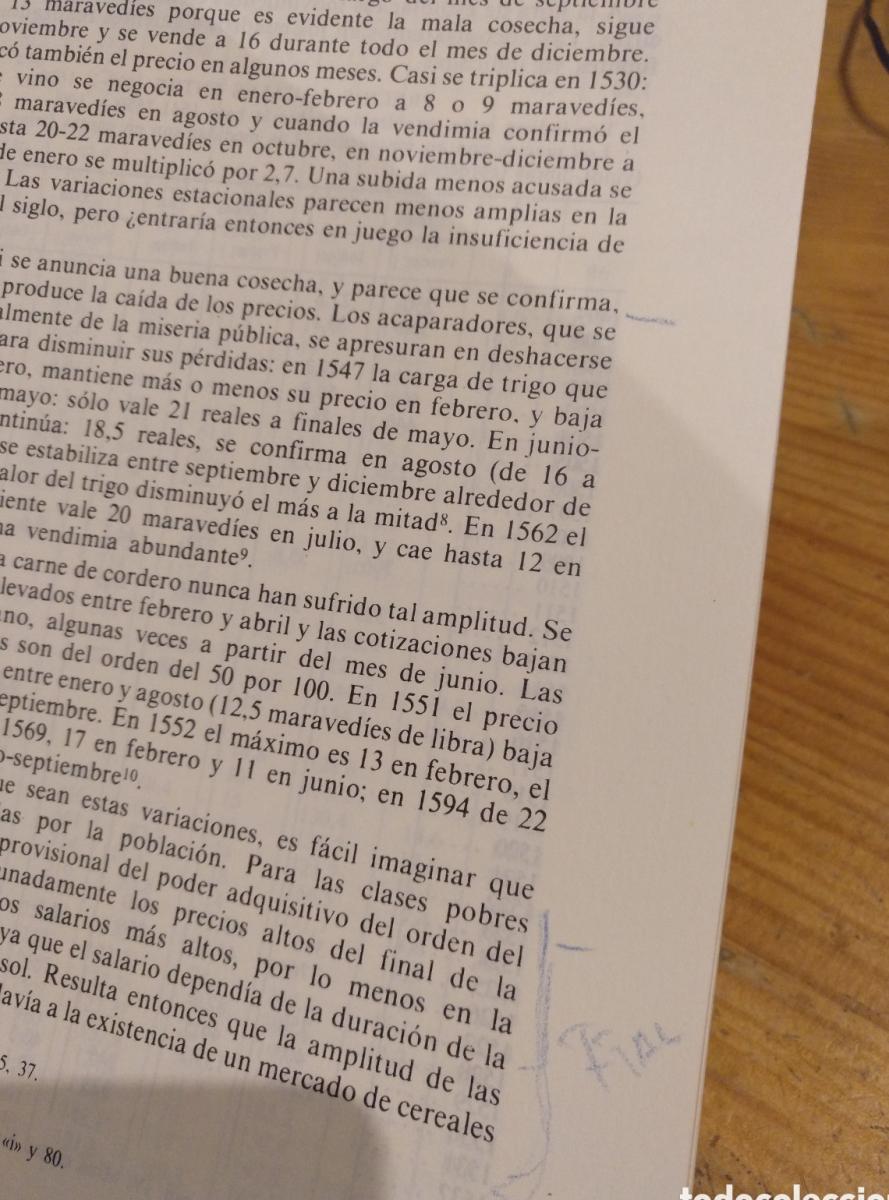 13 maravedíes porque es evidente la mala cosecha, sigue
oviembre y se vende a 16 durante todo el mes de diciembre.
có también el precio en algunos meses. Casi se triplica en 1530:
vino se negocia en enero-febrero a 8 o 9 maravedíes,
maravedíes en agosto y cuando la vendimia confirmó el
sta 20-22 maravedíes en octubre, en noviembre-diciembre a
de enero se multiplicó por 2,7. Una subida menos acusada se
Las variaciones estacionales parecen menos amplias en la
l siglo, pero ¿entraría entonces en juego la insuficiencia de
i se anuncia una buena cosecha, y parece que se confirma,
produce la caída de los precios. Los acaparadores, que se
almente de la miseria pública, se apresuran en deshacerse
ara disminuir sus pérdidas: en 1547 la carga de trigo que
ero, mantiene más o menos su precio en febrero, y baja
mayo: sólo vale 21 reales a finales de mayo. En junio-
ntinúa: 18,5 reales, se confirma en agosto (de 16 a
se estabiliza entre septiembre y diciembre alrededor de
alor del trigo disminuyó el más a la mitad⁸. En 1562 el
iente vale 20 maravedíes en julio, y cae hasta 12 en
na vendimia abundante⁹.
a carne de cordero nunca han sufrido tal amplitud. Se
levados entre febrero y abril y las cotizaciones bajan
no, algunas veces a partir del mes de junio. Las
s son del orden del 50 por 100. En 1551 el precio
entre enero y agosto (12,5 maravedíes de libra) baja
eptiembre. En 1552 el máximo es 13 en febrero, el
1569, 17 en febrero y 11 en junio; en 1594 de 22
o-septiembre¹⁰.
ue sean estas variaciones, es fácil imaginar que
as por la población. Para las clases pobres
provisional del poder adquisitivo del orden del
unadamente los precios altos del final de la
os salarios más altos, por lo menos en la
ya que el salario dependía de la duración de la
sol. Resulta entonces que la amplitud de las
avía a la existencia de un mercado de cereales
5, 37.
«i» y 80.